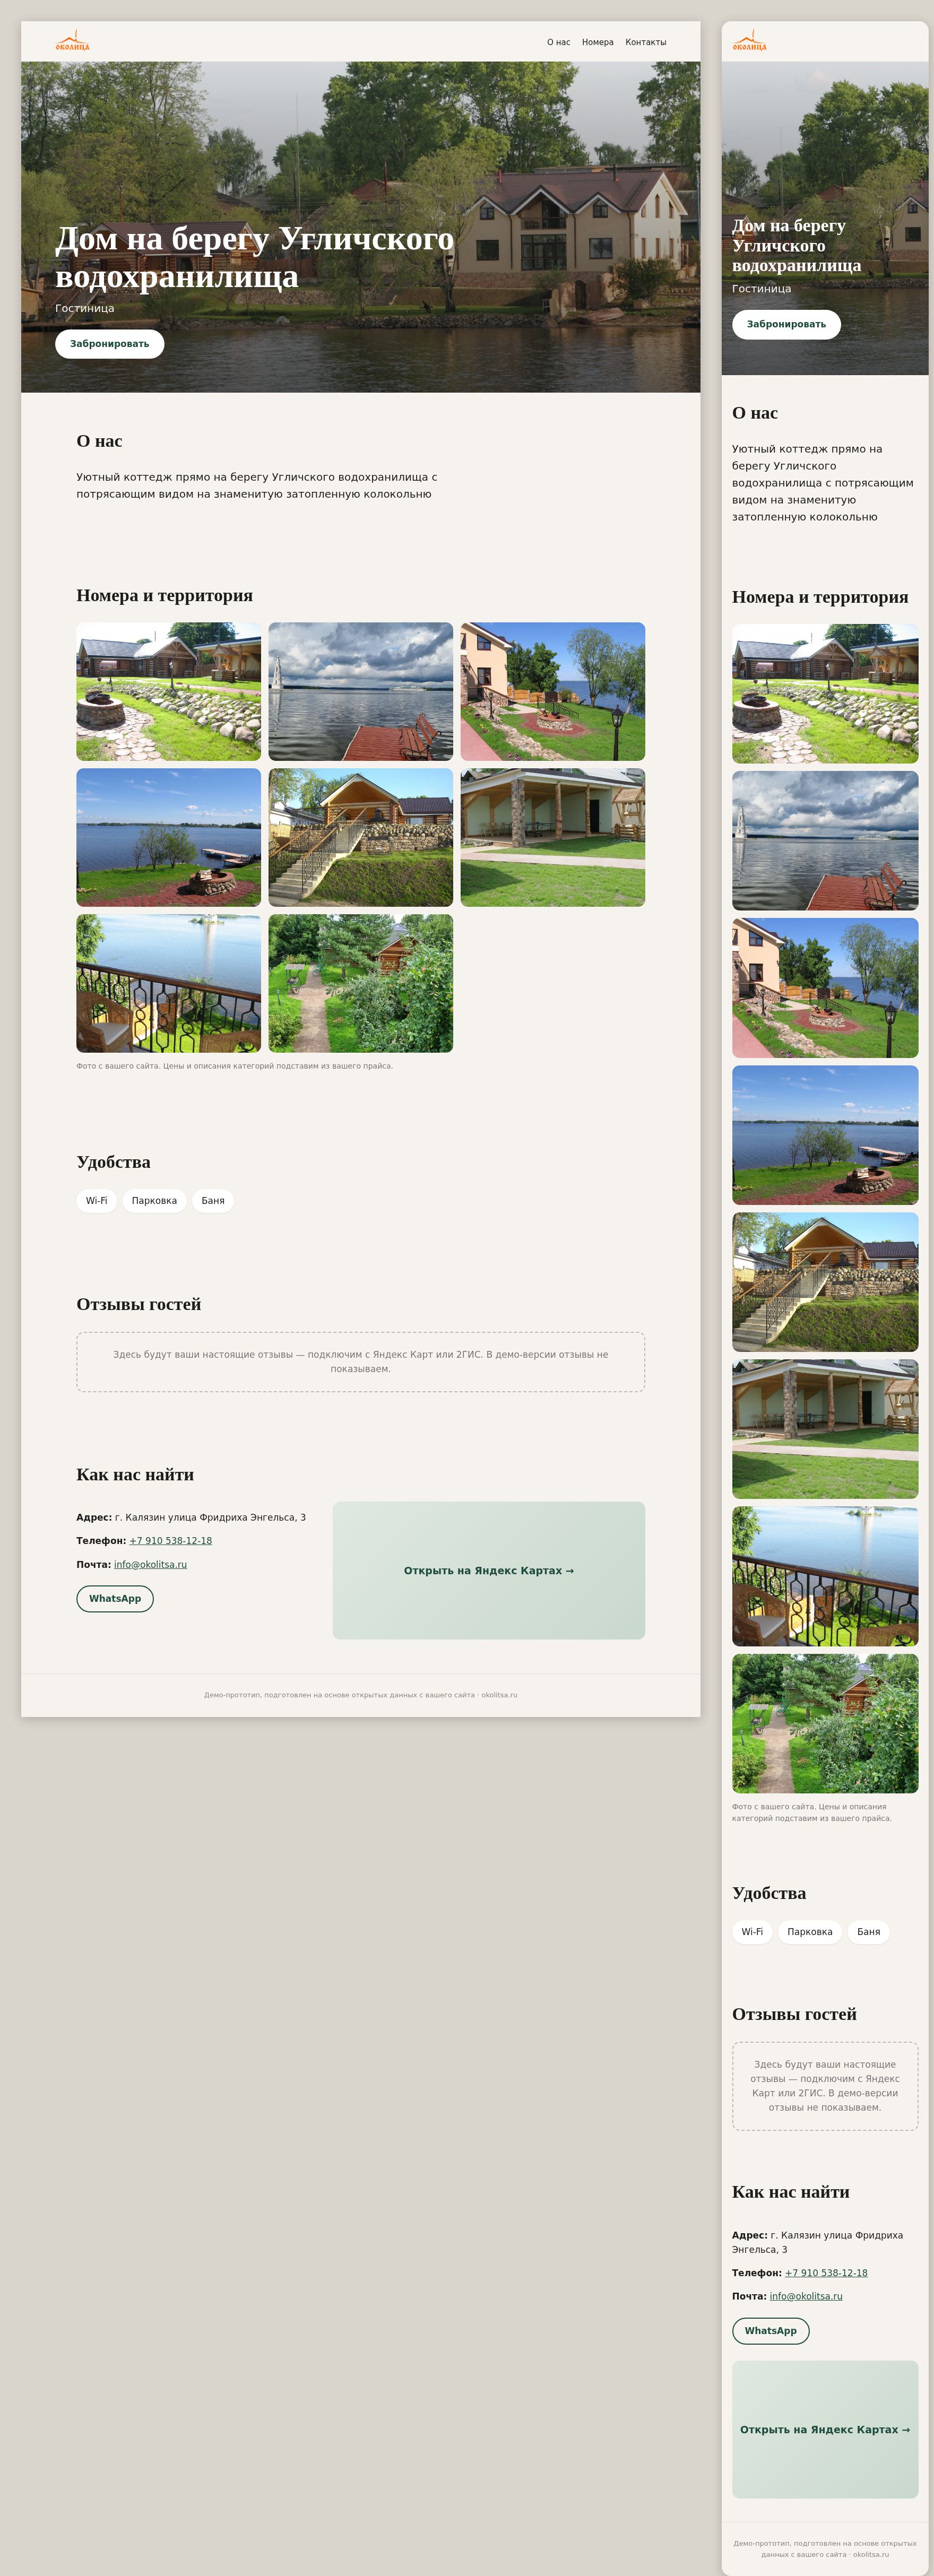 ОКОЛИЦА
О нас Номера Контакты
Дом на берегу Угличского
водохранилища
Гостиница
Забронировать
О нас
Уютный коттедж прямо на берегу Угличского водохранилища с
потрясающим видом на знаменитую затопленную колокольню
Номера и территория
Фото с вашего сайта. Цены и описания категорий подставим из вашего прайса.
Удобства
Wi-Fi
Парковка
Баня
Отзывы гостей
Здесь будут ваши настоящие отзывы — подключим с Яндекс Карт или 2ГИС. В демо-версии отзывы не
показываем.
Как нас найти
Адрес: г. Калязин улица Фридриха Энгельса, 3
Телефон: +7 910 538-12-18
Почта: info@okolitsa.ru
WhatsApp
Открыть на Яндекс Картах →
Демо-прототип, подготовлен на основе открытых данных с вашего сайта · okolitsa.ru
ОКОЛИЦА
Дом на берегу
Угличского
водохранилища
Гостиница
Забронировать
О нас
Уютный коттедж прямо на
берегу Угличского
водохранилища с потрясающим
видом на знаменитую
затопленную колокольню
Номера и территория
Фото с вашего сайта. Цены и описания
категорий подставим из вашего прайса.
Удобства
Wi-Fi
Парковка
Баня
Отзывы гостей
Здесь будут ваши настоящие
отзывы — подключим с Яндекс
Карт или 2ГИС. В демо-версии
отзывы не показываем.
Как нас найти
Адрес: г. Калязин улица Фридриха
Энгельса, 3
Телефон: +7 910 538-12-18
Почта: info@okolitsa.ru
WhatsApp
Открыть на Яндекс Картах →
Демо-прототип, подготовлен на основе открытых
данных с вашего сайта · okolitsa.ru